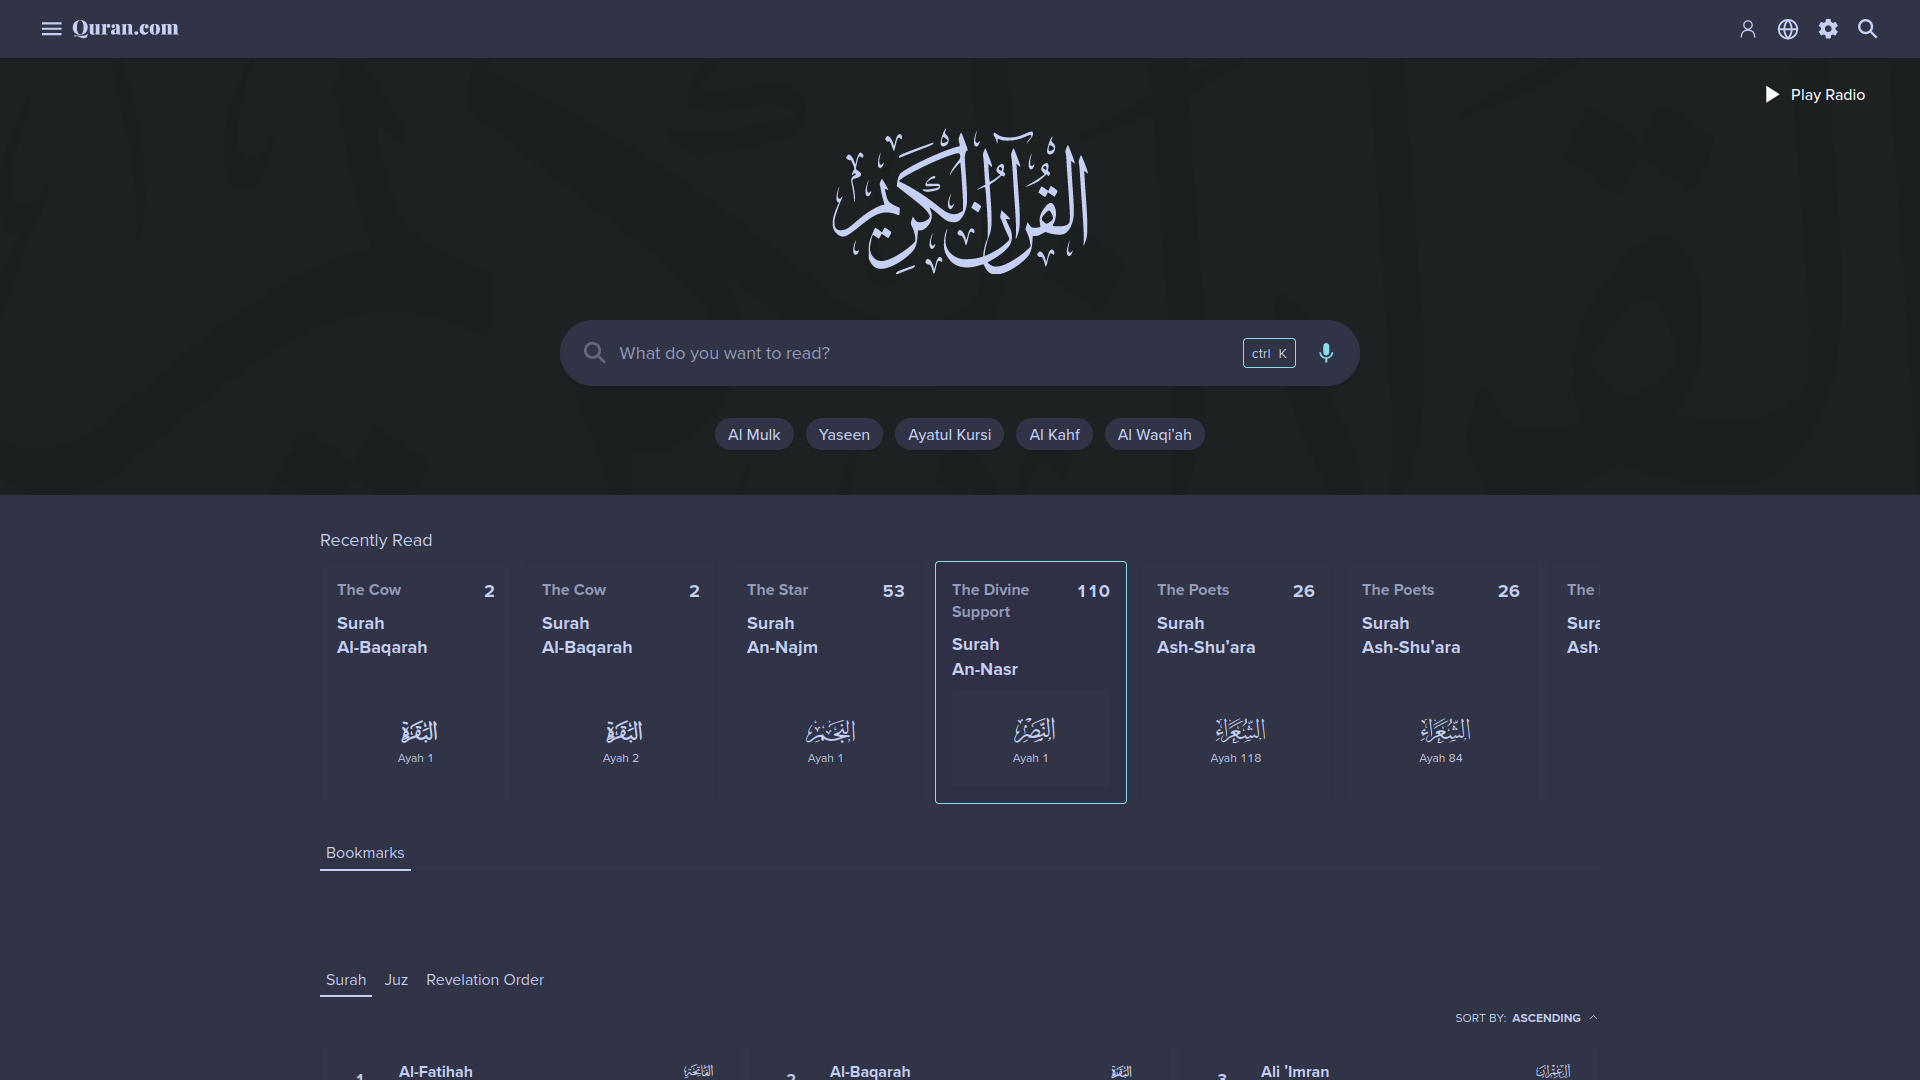 Quran.com
Play Radio
القرآن الكريم
What do you want to read?
ctrl K
Al Mulk
Yaseen
Ayatul Kursi
Al Kahf
Al Waqi'ah
Recently Read
The Cow
2
Surah
Al-Baqarah
البقرة
Ayah 1
The Cow
2
Surah
Al-Baqarah
البقرة
Ayah 2
The Star
53
Surah
An-Najm
النجم
Ayah 1
The Divine
Support
110
Surah
An-Nasr
النصر
Ayah 1
The Poets
26
Surah
Ash-Shu'ara
الشعراء
Ayah 118
The Poets
26
Surah
Ash-Shu'ara
الشعراء
Ayah 84
The
Ash-
Bookmarks
Surah
Juz
Revelation Order
SORT BY: ASCENDING
1
Al-Fatihah
الفاتحة
2
Al-Baqarah
البقرة
3
Ali 'Imran
آل عمران